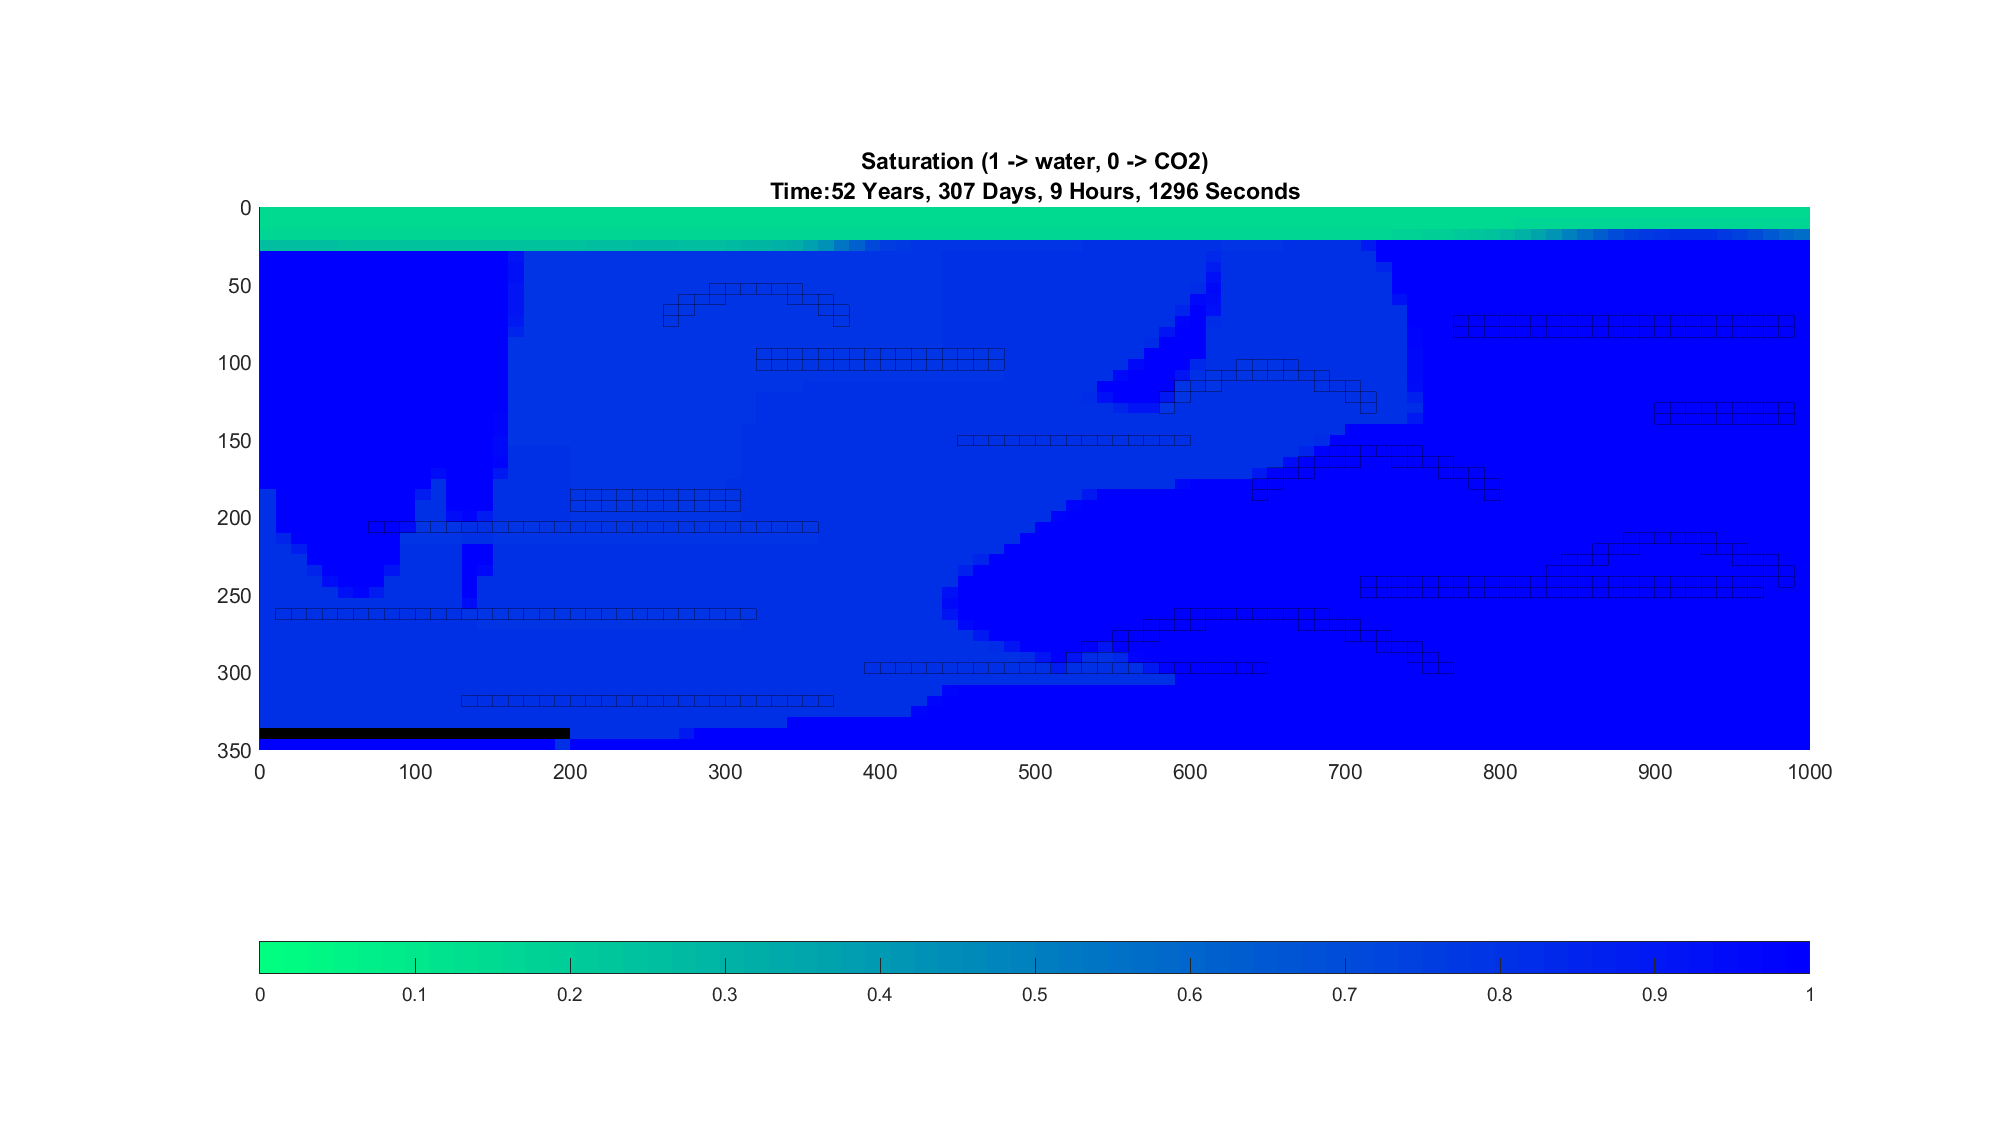 Saturation (1 -> water, 0 -> CO2)
Time:52 Years, 307 Days, 9 Hours, 1296 Seconds
0
50
100
150
200
250
300
350
0 100 200 300 400 500 600 700 800 900 1000
0 0.1 0.2 0.3 0.4 0.5 0.6 0.7 0.8 0.9 1